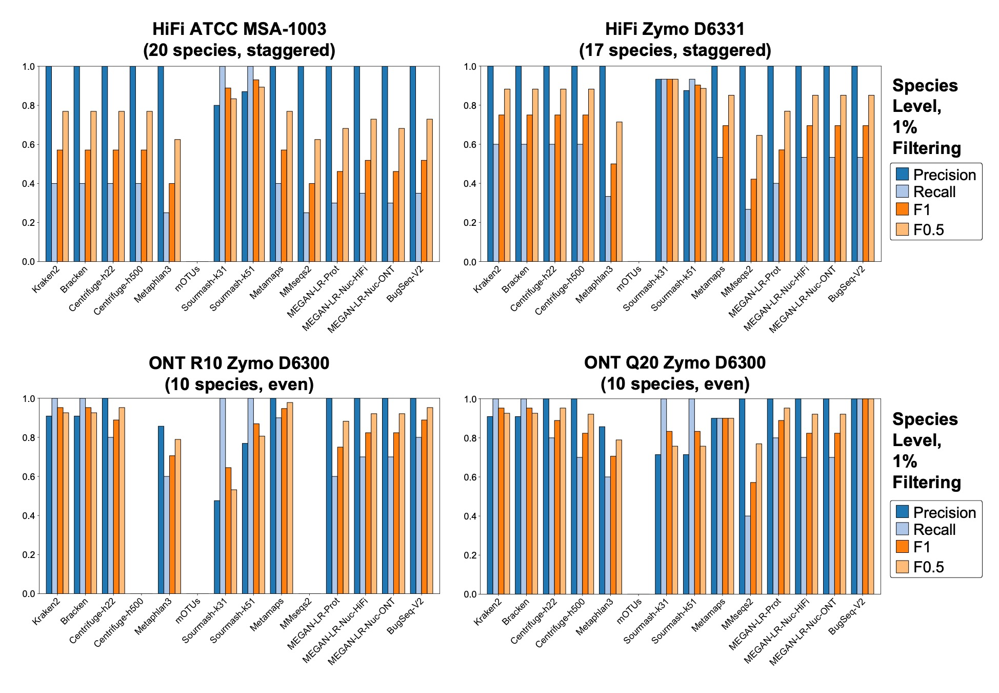 HiFi ATCC MSA-1003
(20 species, staggered)
1.0
0.8
0.6
0.4
0.2
0.0
Kraken2
Bracken
Centrifuge-h22
Centrifuge-h500
Metaphlan3
mOTUs
Sourmash-k31
Sourmash-k51
Metamaps
MMseqs2
MEGAN-LR-Prot
MEGAN-LR-Nuc-HiFi
MEGAN-LR-Nuc-ONT
BugSeq-V2
HiFi Zymo D6331
(17 species, staggered)
1.0
0.8
0.6
0.4
0.2
0.0
Kraken2
Bracken
Centrifuge-h22
Centrifuge-h500
Metaphlan3
mOTUs
Sourmash-k31
Sourmash-k51
Metamaps
MMseqs2
MEGAN-LR-Prot
MEGAN-LR-Nuc-HiFi
MEGAN-LR-Nuc-ONT
BugSeq-V2
Species
Level,
1%
Filtering
Precision
Recall
F1
F0.5
ONT R10 Zymo D6300
(10 species, even)
1.0
0.8
0.6
0.4
0.2
0.0
Kraken2
Bracken
Centrifuge-h22
Centrifuge-h500
Metaphlan3
mOTUs
Sourmash-k31
Sourmash-k51
Metamaps
MMseqs2
MEGAN-LR-Prot
MEGAN-LR-Nuc-HiFi
MEGAN-LR-Nuc-ONT
BugSeq-V2
ONT Q20 Zymo D6300
(10 species, even)
1.0
0.8
0.6
0.4
0.2
0.0
Kraken2
Bracken
Centrifuge-h22
Centrifuge-h500
Metaphlan3
mOTUs
Sourmash-k31
Sourmash-k51
Metamaps
MMseqs2
MEGAN-LR-Prot
MEGAN-LR-Nuc-HiFi
MEGAN-LR-Nuc-ONT
BugSeq-V2
Species
Level,
1%
Filtering
Precision
Recall
F1
F0.5